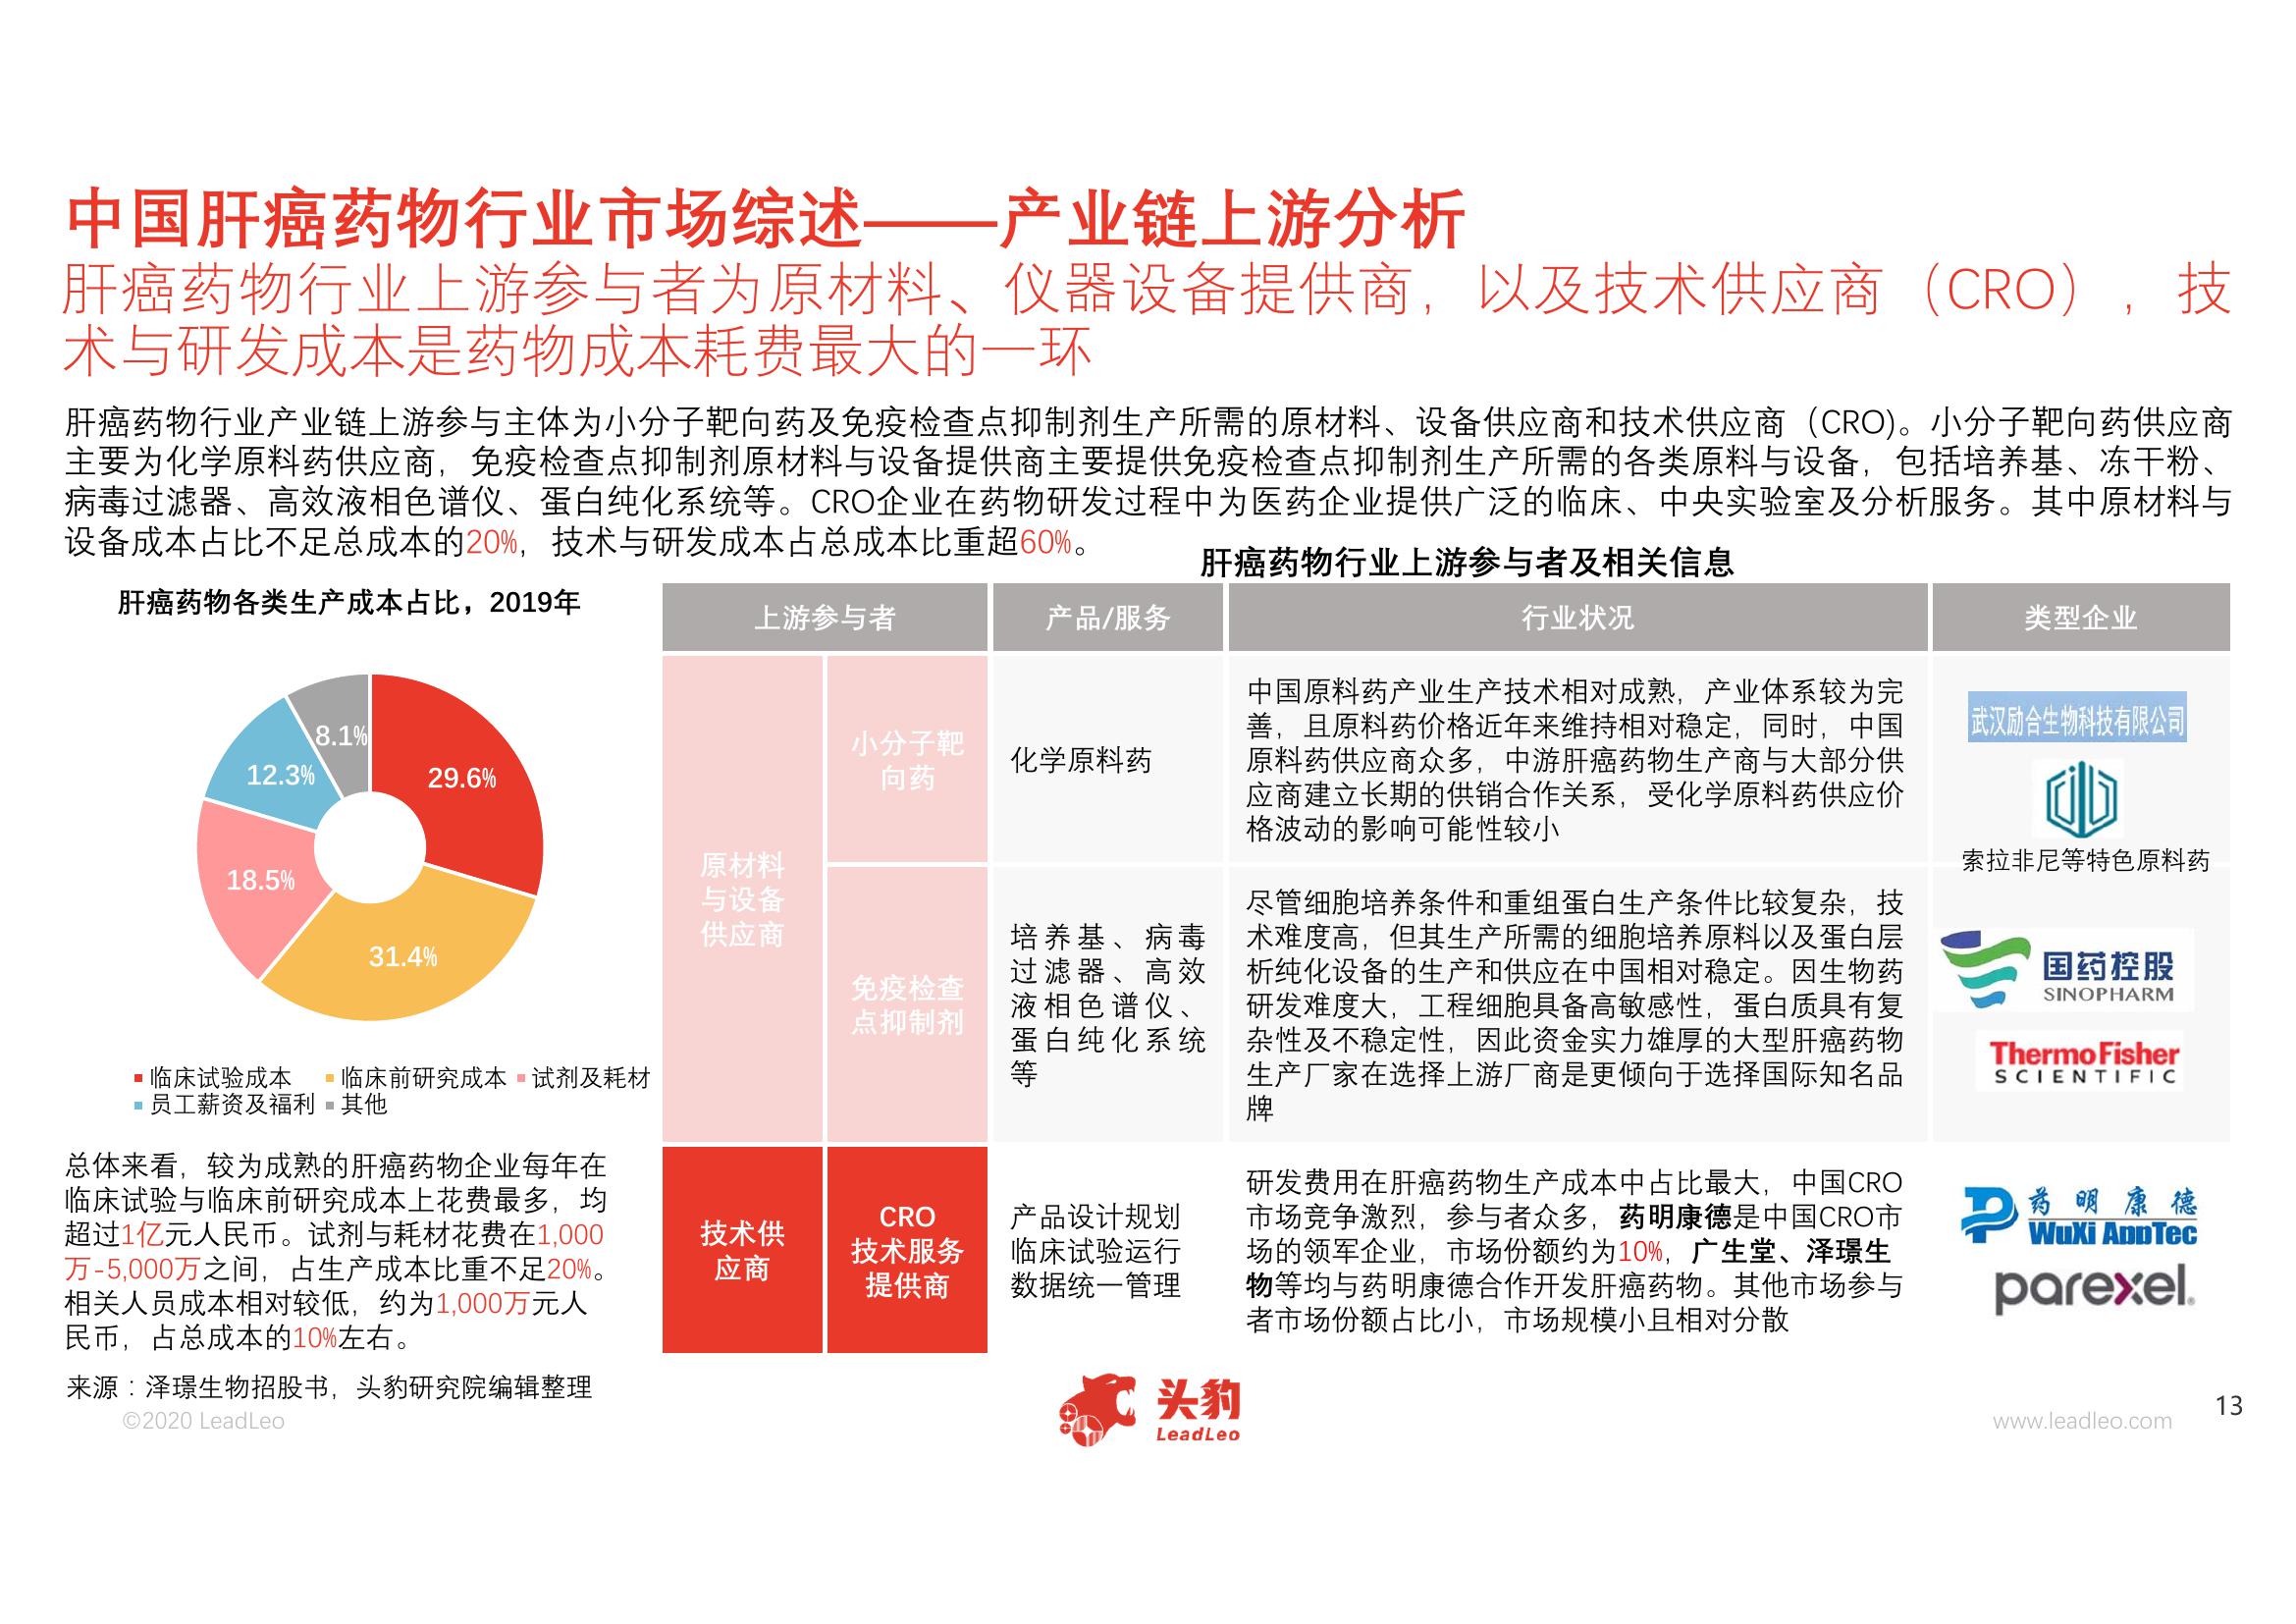 中国肝癌药物行业市场综述——产业链上游分析
肝癌药物行业上游参与者为原材料、仪器设备提供商，以及技术供应商（CRO），技
术与研发成本是药物成本耗费最大的一环
肝癌药物行业产业链上游参与主体为小分子靶向药及免疫检查点抑制剂生产所需的原材料、设备供应商和技术供应商（CRO)。小分子靶向药供应商
主要为化学原料药供应商，免疫检查点抑制剂原材料与设备提供商主要提供免疫检查点抑制剂生产所需的各类原料与设备，包括培养基、冻干粉、
病毒过滤器、高效液相色谱仪、蛋白纯化系统等。CRO企业在药物研发过程中为医药企业提供广泛的临床、中央实验室及分析服务。其中原材料与
设备成本占比不足总成本的20%，技术与研发成本占总成本比重超60%。
肝癌药物各类生产成本占比，2019年
8.1%
12.3%
29.6%
18.5%
31.4%
临床试验成本 临床前研究成本 试剂及耗材
员工薪资及福利 其他
总体来看，较为成熟的肝癌药物企业每年在
临床试验与临床前研究成本上花费最多，均
超过1亿元人民币。试剂与耗材花费在1,000
万-5,000万之间，占生产成本比重不足20%。
相关人员成本相对较低，约为1,000万元人
民币，占总成本的10%左右。
肝癌药物行业上游参与者及相关信息
上游参与者 产品/服务 行业状况 类型企业
原材料
与设备
供应商
小分子靶
向药
化学原料药
中国原料药产业生产技术相对成熟，产业体系较为完
善，且原料药价格近年来维持相对稳定，同时，中国
原料药供应商众多，中游肝癌药物生产商与大部分供
应商建立长期的供销合作关系，受化学原料药供应价
格波动的影响可能性较小
武汉励合生物科技有限公司
索拉非尼等特色原料药
免疫检查
点抑制剂
培养基、病毒
过滤器、高效
液相色谱仪、
蛋白纯化系统
等
尽管细胞培养条件和重组蛋白生产条件比较复杂，技
术难度高，但其生产所需的细胞培养原料以及蛋白层
析纯化设备的生产和供应在中国相对稳定。因生物药
研发难度大，工程细胞具备高敏感性，蛋白质具有复
杂性及不稳定性，因此资金实力雄厚的大型肝癌药物
生产厂家在选择上游厂商是更倾向于选择国际知名品
牌
国药控股
SINOPHARM
ThermoFisher
SCIENTIFIC
技术供
应商
CRO
技术服务
提供商
产品设计规划
临床试验运行
数据统一管理
研发费用在肝癌药物生产成本中占比最大，中国CRO
市场竞争激烈，参与者众多，药明康德是中国CRO市
场的领军企业，市场份额约为10%，广生堂、泽璟生
物等均与药明康德合作开发肝癌药物。其他市场参与
者市场份额占比小，市场规模小且相对分散
药明康德
WuXi AppTec
parexel®
来源：泽璟生物招股书，头豹研究院编辑整理
©2020 LeadLeo
头豹
LeadLeo
www.leadleo.com
13